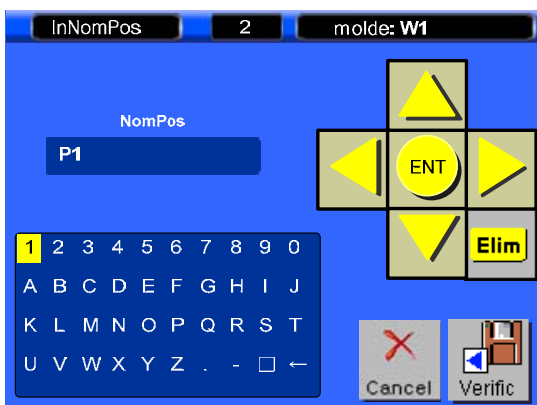 InNomPos 2 molde: W1
NomPos
P1
ENT
Elim
1 2 3 4 5 6 7 8 9 0
A B C D E F G H I J
K L M N O P Q R S T
U V W X Y Z . - □ ←
Cancel Verific